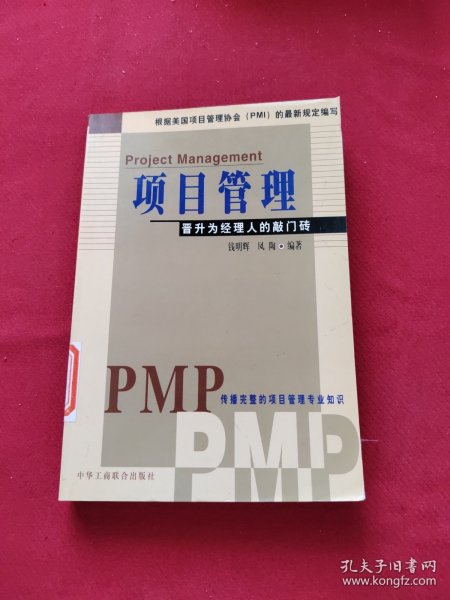 根据美国项目管理协会（PMI）的最新规定编写
Project Management
项目管理
晋升为经理人的敲门砖
钱明辉 凤陶 编著
PMP
传播完整的项目管理专业知识
PMP
中华工商联合出版社
孔夫子旧书网
www.kongfz.com